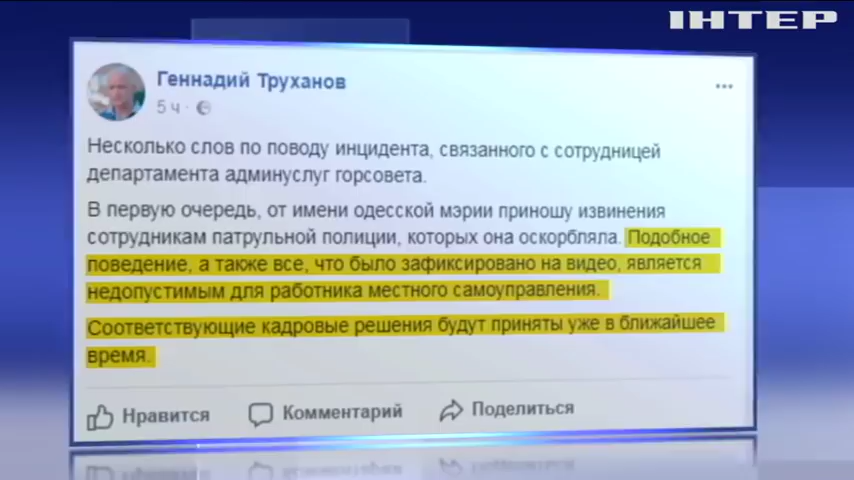 ІНТЕР
Геннадий Труханов
5 ч ·
Несколько слов по поводу инцидента, связанного с сотрудницей
департамента админуслуг горсовета.
В первую очередь, от имени одесской мэрии приношу извинения
сотрудникам патрульной полиции, которых она оскорбляла. Подобное
поведение, а также все, что было зафиксировано на видео, является
недопустимым для работника местного самоуправления.
Соответствующие кадровые решения будут приняты уже в ближайшее
время.
Нравится Комментарий Поделиться